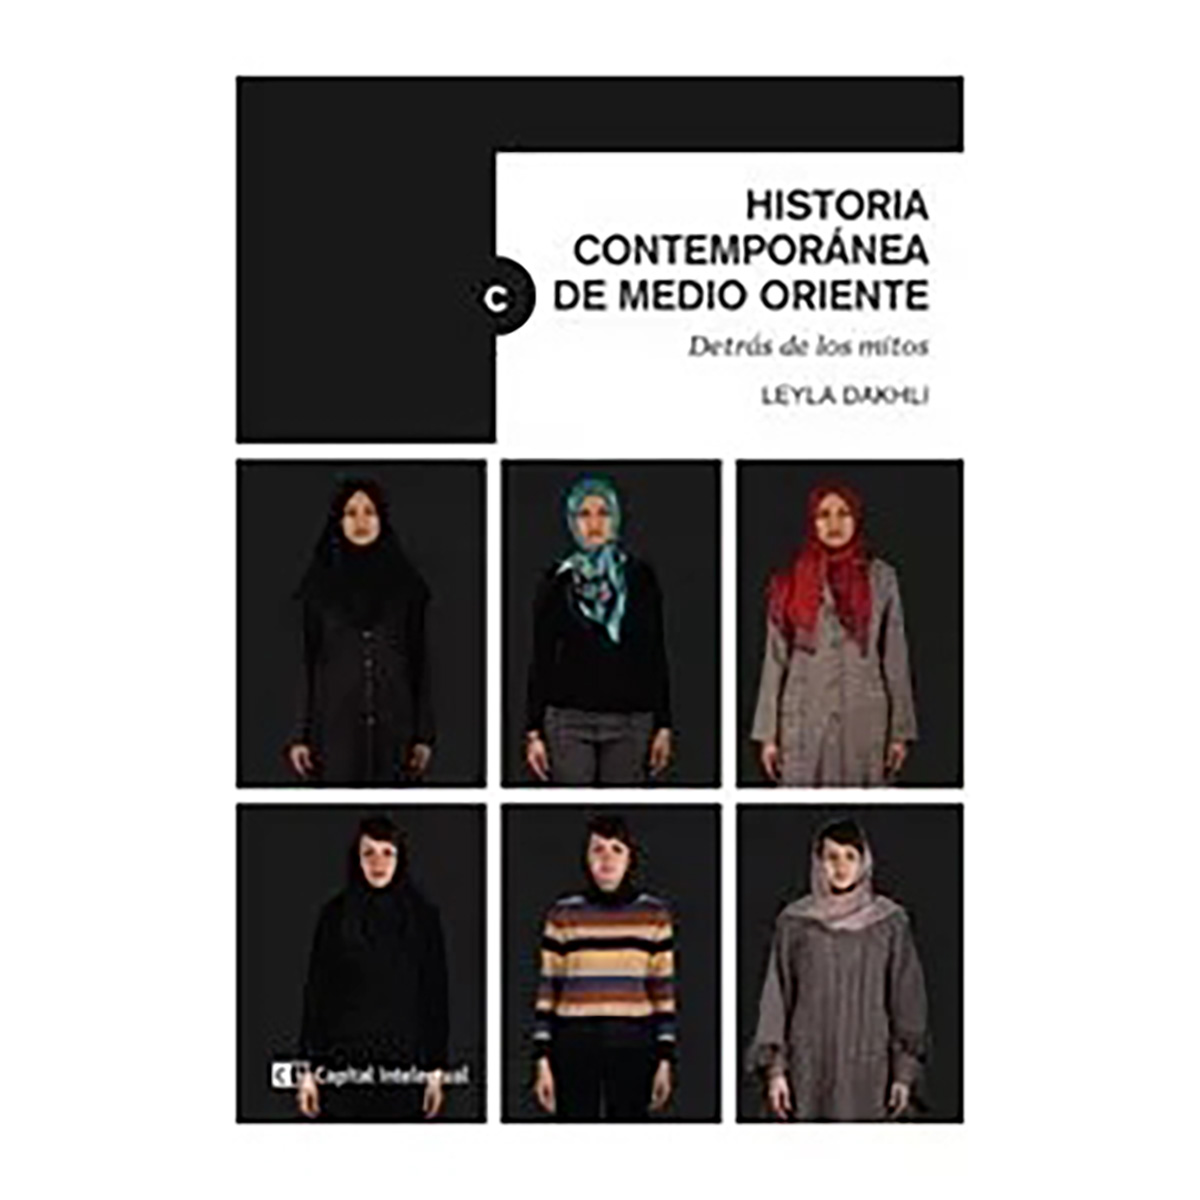 HISTORIA
CONTEMPORÁNEA
DE MEDIO ORIENTE
C
Detrás de los mitos
LEYLA DAKHLI
Capital Intelectual